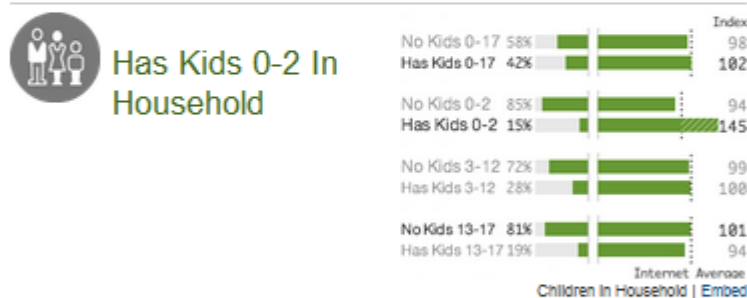 Has Kids 0-2 In
Household
Index
No Kids 0-17 58% 98
Has Kids 0-17 42% 102
No Kids 0-2 85% 94
Has Kids 0-2 15% 145
No Kids 3-12 72% 99
Has Kids 3-12 28% 100
No Kids 13-17 81% 101
Has Kids 13-17 19% 94
Internet Average
Children in Household | Embed